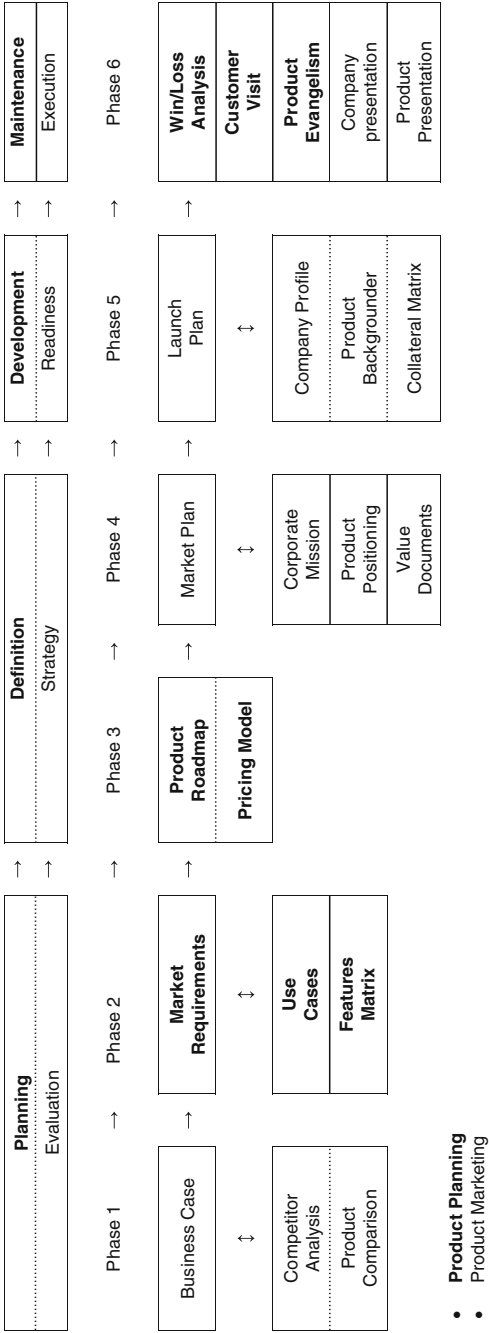 Planning → Definition → Development → Maintenance
Evaluation → Strategy → Readiness → Execution
Phase 1 → Phase 2 → Phase 3 → Phase 4 → Phase 5 → Phase 6
Business Case
↔
Competitor
Analysis
Product
Comparison
→
Market
Requirements
↔
Use
Cases
Features
Matrix
→
Product
Roadmap
Pricing Model
→
Market Plan
↔
Corporate
Mission
Product
Positioning
Value
Documents
→
Launch
Plan
↔
Company Profile
Product
Backgrounder
Collateral Matrix
→
Win/Loss
Analysis
Customer
Visit
Product
Evangelism
Company
presentation
Product
Presentation
• Product Planning
• Product Marketing